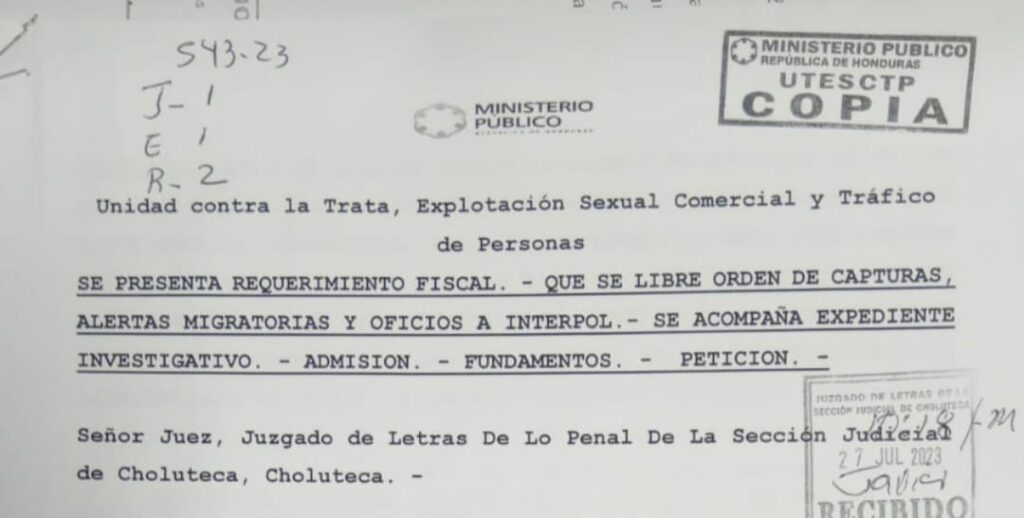 543-23
J- 1
E 1
R- 2
MINISTERIO
PÚBLICO
MINISTERIO PUBLICO
REPÚBLICA DE HONDURAS
UTESCTP
COPIA
Unidad contra la Trata, Explotación Sexual Comercial y Tráfico
de Personas
SE PRESENTA REQUERIMIENTO FISCAL. - QUE SE LIBRE ORDEN DE CAPTURAS,
ALERTAS MIGRATORIAS Y OFICIOS A INTERPOL.- SE ACOMPAÑA EXPEDIENTE
INVESTIGATIVO. - ADMISION. - FUNDAMENTOS. - PETICION. -
JUZGADO DE LETRAS DE LA
SECCIÓN JUDICIAL DE CHOLUTECA
Señor Juez, Juzgado de Letras De Lo Penal De La Sección Judicial
27 JUL 2023
de Choluteca, Choluteca. -
RECIBIDO